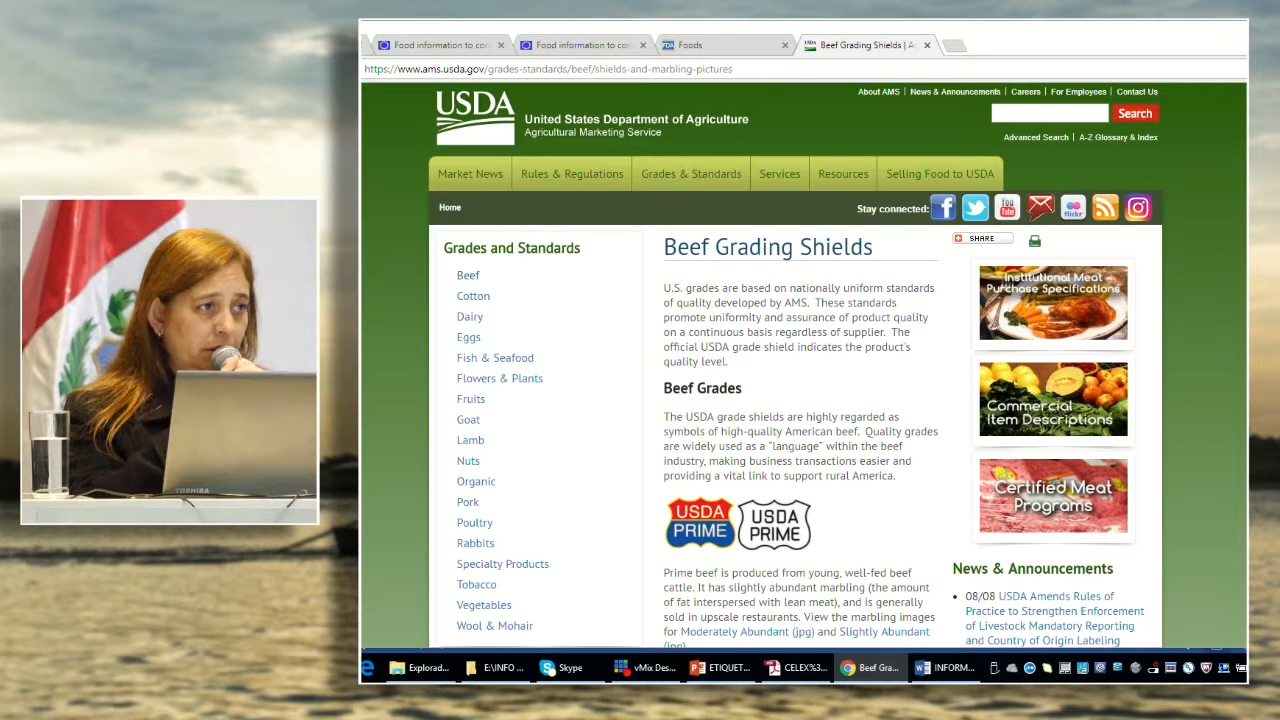 Food information to con
Food information to con
Foods
Beef Grading Shields | A
https://www.ams.usda.gov/grades-standards/beef/shields-and-marbling-pictures
About AMS | News & Announcements | Careers | For Employees | Contact Us
USDA
United States Department of Agriculture
Agricultural Marketing Service
Search
Advanced Search | A-Z Glossary & Index
Market News
Rules & Regulations
Grades & Standards
Services
Resources
Selling Food to USDA
Home
Stay connected:
You
Tube
flickr
Grades and Standards
Beef
Cotton
Dairy
Eggs
Fish & Seafood
Flowers & Plants
Fruits
Goat
Lamb
Nuts
Organic
Pork
Poultry
Rabbits
Specialty Products
Tobacco
Vegetables
Wool & Mohair
Beef Grading Shields
U.S. grades are based on nationally uniform standards
of quality developed by AMS. These standards
promote uniformity and assurance of product quality
on a continuous basis regardless of supplier. The
official USDA grade shield indicates the product's
quality level.
Beef Grades
The USDA grade shields are highly regarded as
symbols of high-quality American beef. Quality grades
are widely used as a “language” within the beef
industry, making business transactions easier and
providing a vital link to support rural America.
USDA
PRIME
USDA
PRIME
Prime beef is produced from young, well-fed beef
cattle. It has slightly abundant marbling (the amount
of fat interspersed with lean meat), and is generally
sold in upscale restaurants. View the marbling images
for Moderately Abundant (jpg) and Slightly Abundant
(jpg)
SHARE
Institutional Meat
Purchase Specifications
Commercial
Item Descriptions
Certified Meat
Programs
News & Announcements
08/08 USDA Amends Rules of
Practice to Strengthen Enforcement
of Livestock Mandatory Reporting
and Country of Origin Labeling
TOSHIBA
Explorad...
E:\INFO ...
Skype
vMix Des...
ETIQUET...
CELEX%3...
Beef Gra...
INFORM...